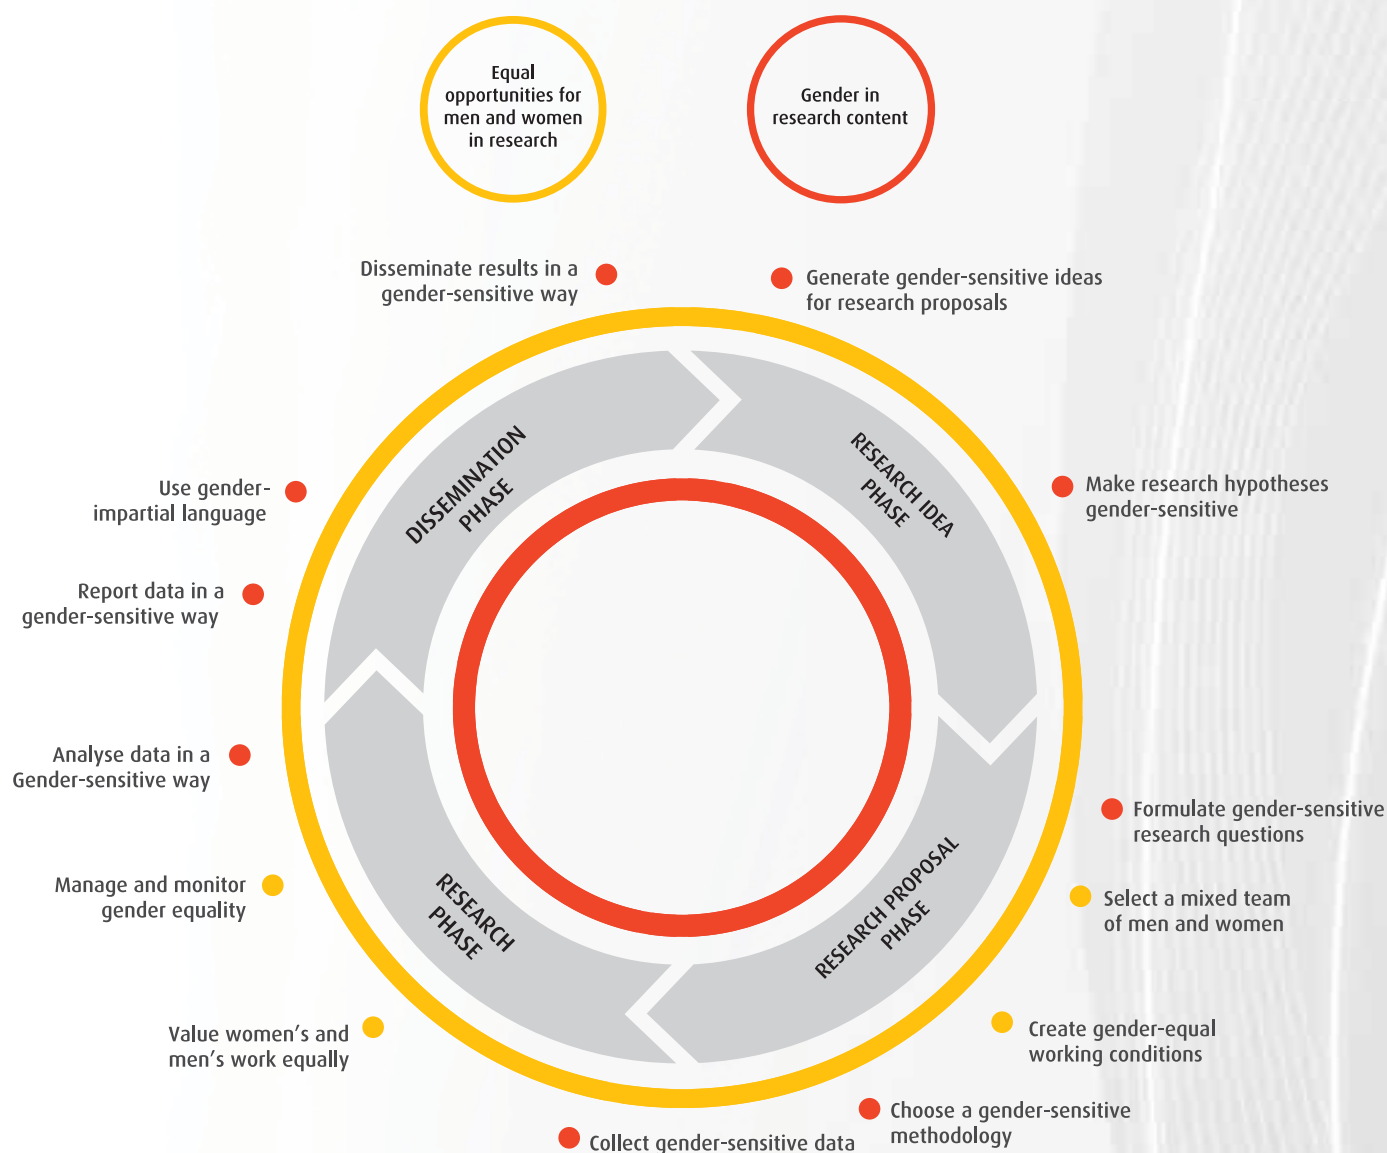 Equal
opportunities for
men and women
in research
Gender in
research content
Disseminate results in a
gender-sensitive way
Generate gender-sensitive ideas
for research proposals
DISSEMINATION
PHASE
RESEARCH IDEA
PHASE
Use gender-
impartial language
Make research hypotheses
gender-sensitive
Report data in a
gender-sensitive way
Analyse data in a
Gender-sensitive way
Formulate gender-sensitive
research questions
Manage and monitor
gender equality
RESEARCH
PHASE
RESEARCH PROPOSAL
PHASE
Select a mixed team
of men and women
Value women's and
men's work equally
Create gender-equal
working conditions
Choose a gender-sensitive
methodology
Collect gender-sensitive data